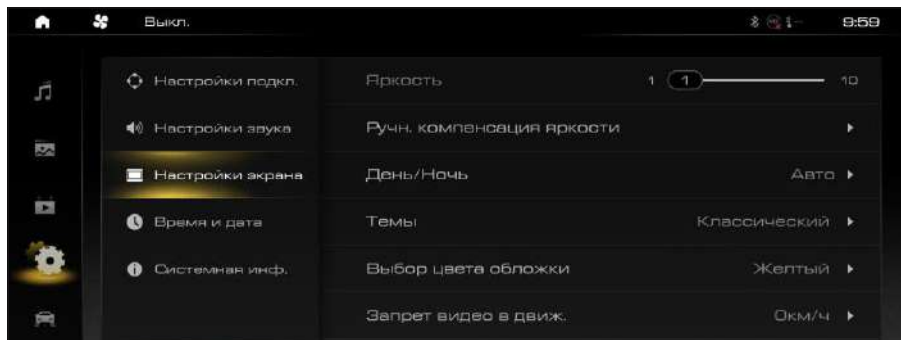 Выкл.
9:59
Настройки подкл.
Яркость
1
1
10
Настройки звука
Ручн. компенсация яркости
Настройки экрана
День/Ночь
Авто
Время и дата
Темы
Классический
Системная инф.
Выбор цвета обложки
Желтый
Запрет видео в движ.
0км/ч